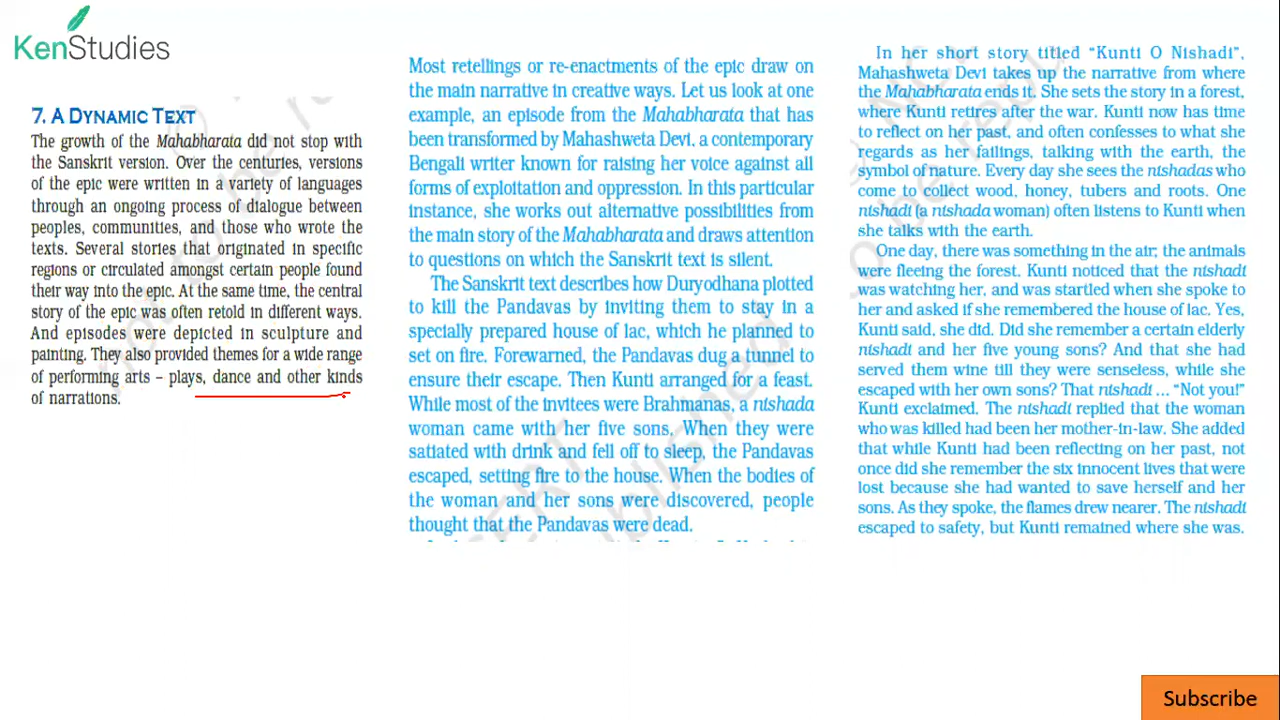 KenStudies
7. A DYNAMIC TEXT
The growth of the Mahabharata did not stop with
the Sanskrit version. Over the centuries, versions
of the epic were written in a variety of languages
through an ongoing process of dialogue between
peoples, communities, and those who wrote the
texts. Several stories that originated in specific
regions or circulated amongst certain people found
their way into the epic. At the same time, the central
story of the epic was often retold in different ways.
And episodes were depicted in sculpture and
painting. They also provided themes for a wide range
of performing arts – plays, dance and other kinds
of narrations.
Most retellings or re-enactments of the epic draw on
the main narrative in creative ways. Let us look at one
example, an episode from the Mahabharata that has
been transformed by Mahashweta Devi, a contemporary
Bengali writer known for raising her voice against all
forms of exploitation and oppression. In this particular
instance, she works out alternative possibilities from
the main story of the Mahabharata and draws attention
to questions on which the Sanskrit text is silent.
The Sanskrit text describes how Duryodhana plotted
to kill the Pandavas by inviting them to stay in a
specially prepared house of lac, which he planned to
set on fire. Forewarned, the Pandavas dug a tunnel to
ensure their escape. Then Kunti arranged for a feast.
While most of the invitees were Brahmanas, a nishada
woman came with her five sons. When they were
satiated with drink and fell off to sleep, the Pandavas
escaped, setting fire to the house. When the bodies of
the woman and her sons were discovered, people
thought that the Pandavas were dead.
In her short story titled “Kunti O Nishadi”,
Mahashweta Devi takes up the narrative from where
the Mahabharata ends it. She sets the story in a forest,
where Kunti retires after the war. Kunti now has time
to reflect on her past, and often confesses to what she
regards as her failings, talking with the earth, the
symbol of nature. Every day she sees the nishadas who
come to collect wood, honey, tubers and roots. One
nishadi (a nishada woman) often listens to Kunti when
she talks with the earth.
One day, there was something in the air; the animals
were fleeing the forest. Kunti noticed that the nishadi
was watching her, and was startled when she spoke to
her and asked if she remembered the house of lac. Yes,
Kunti said, she did. Did she remember a certain elderly
nishadi and her five young sons? And that she had
served them wine till they were senseless, while she
escaped with her own sons? That nishadi ... “Not you!”
Kunti exclaimed. The nishadi replied that the woman
who was killed had been her mother-in-law. She added
that while Kunti had been reflecting on her past, not
once did she remember the six innocent lives that were
lost because she had wanted to save herself and her
sons. As they spoke, the flames drew nearer. The nishadi
escaped to safety, but Kunti remained where she was.
Subscribe